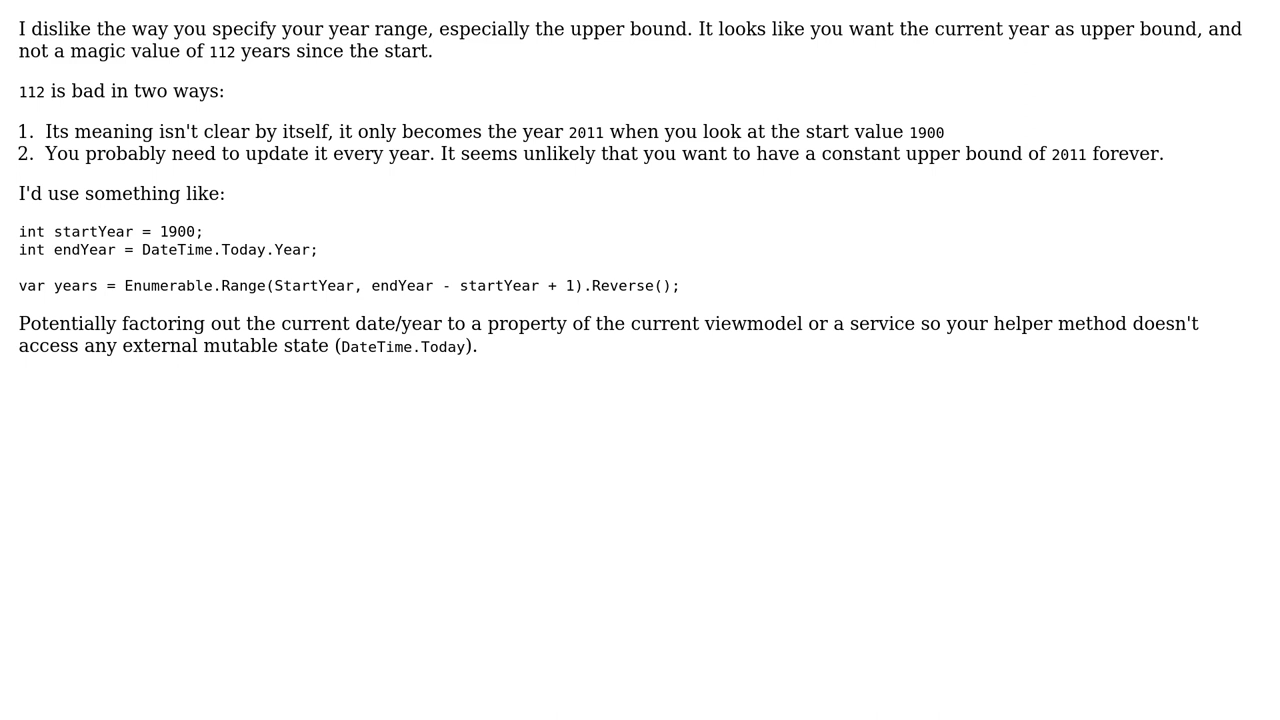 I dislike the way you specify your year range, especially the upper bound. It looks like you want the current year as upper bound, and
not a magic value of 112 years since the start.
112 is bad in two ways:
1. Its meaning isn't clear by itself, it only becomes the year 2011 when you look at the start value 1900
2. You probably need to update it every year. It seems unlikely that you want to have a constant upper bound of 2011 forever.
I'd use something like:
int startYear = 1900;
int endYear = DateTime.Today.Year;
var years = Enumerable.Range(StartYear, endYear - startYear + 1).Reverse();
Potentially factoring out the current date/year to a property of the current viewmodel or a service so your helper method doesn't
access any external mutable state (DateTime.Today).